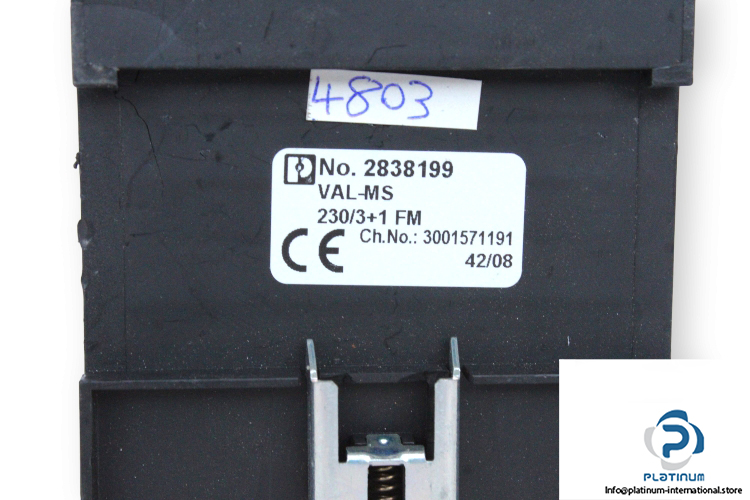 4803
No. 2838199
VAL-MS
230/3+1 FM
CE Ch.No.: 3001571191
42/08
PLATINUM
Info@platinum-international.store